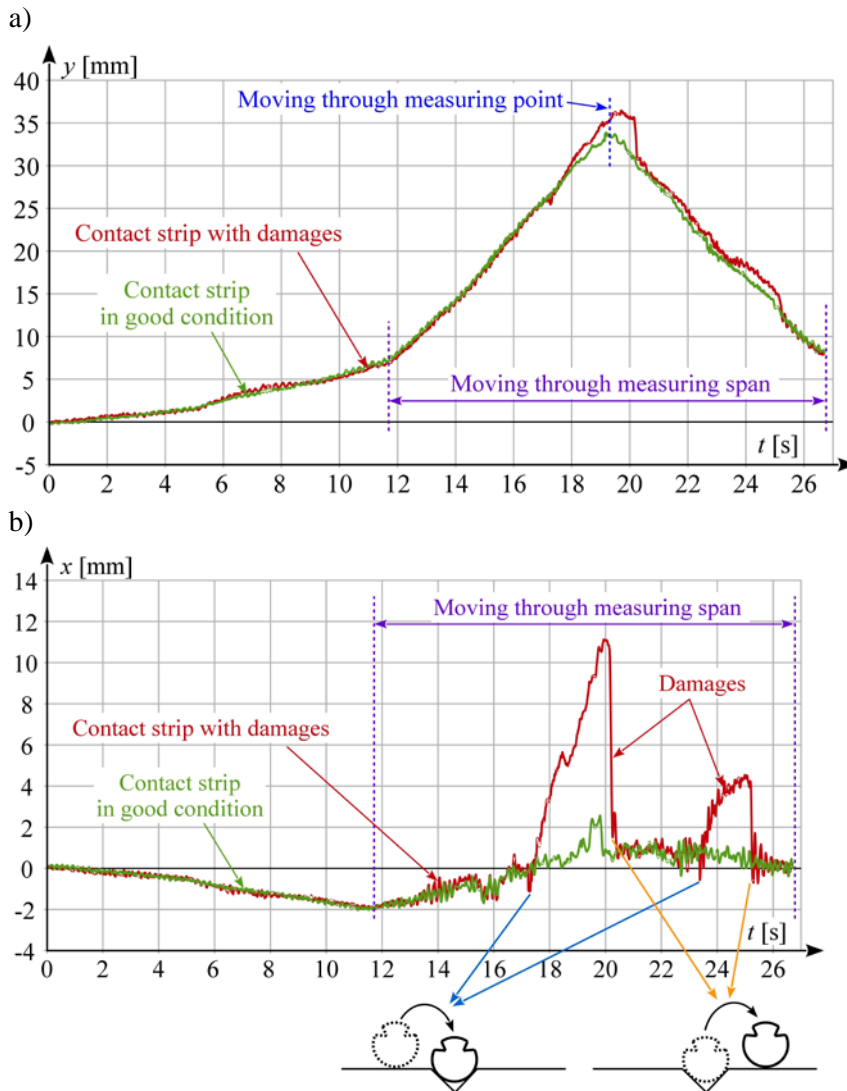 a)
y [mm]
40
35
30
25
20
15
10
5
0
-5
Moving through measuring point
Contact strip with damages
Contact strip
in good condition
Moving through measuring span
t [s]
0 2 4 6 8 10 12 14 16 18 20 22 24 26
b)
x [mm]
14
12
10
8
6
4
2
0
-2
-4
Moving through measuring span
Damages
Contact strip with damages
Contact strip
in good condition
t [s]
0 2 4 6 8 10 12 14 16 18 20 22 24 26